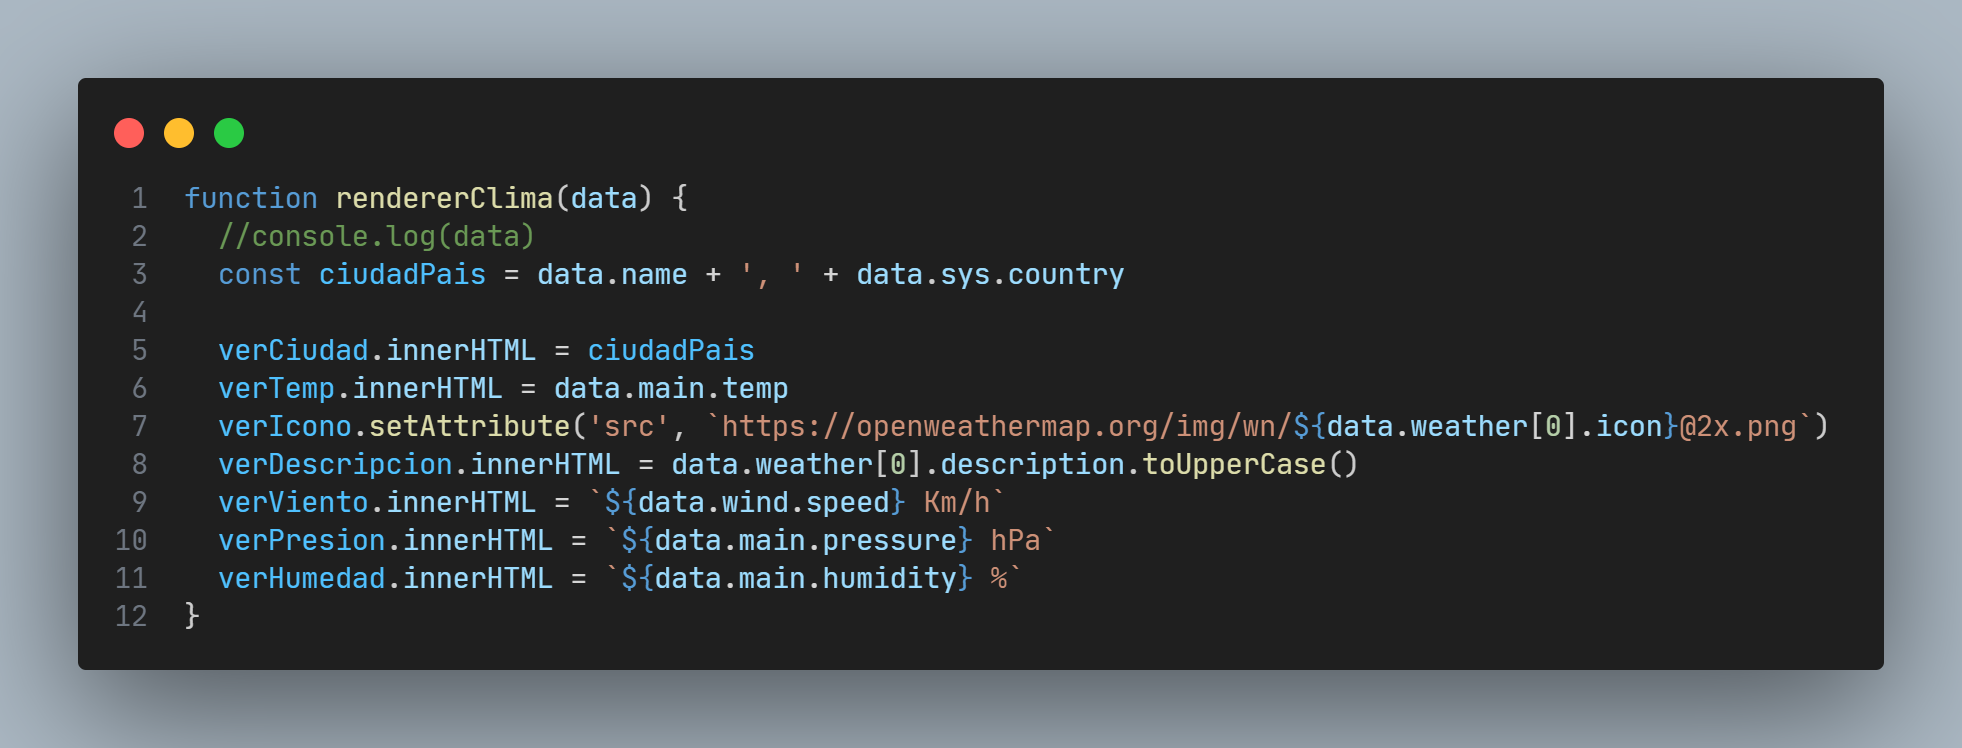 1 function rendererClima(data) {
2   //console.log(data)
3   const ciudadPais = data.name + ', ' + data.sys.country
4
5   verCiudad.innerHTML = ciudadPais
6   verTemp.innerHTML = data.main.temp
7   verIcono.setAttribute('src', `https://openweathermap.org/img/wn/${data.weather[0].icon}@2x.png`)
8   verDescripcion.innerHTML = data.weather[0].description.toUpperCase()
9   verViento.innerHTML = `${data.wind.speed} Km/h`
10   verPresion.innerHTML = `${data.main.pressure} hPa`
11   verHumedad.innerHTML = `${data.main.humidity} %`
12 }